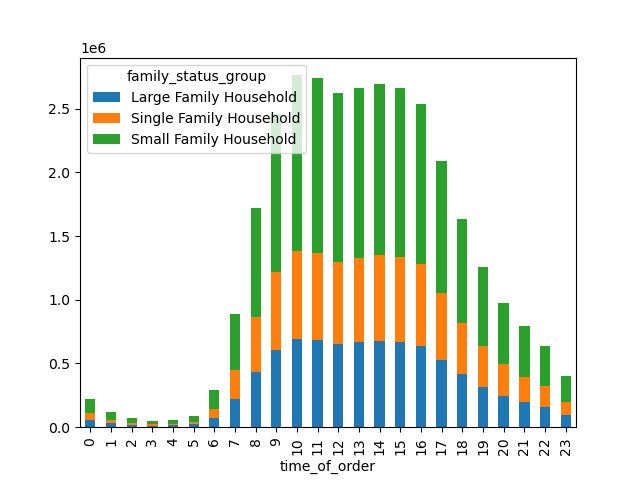 1e6
family_status_group
Large Family Household
Single Family Household
Small Family Household
2.5
2.0
1.5
1.0
0.5
0.0
0 1 2 3 4 5 6 7 8 9 10 11 12 13 14 15 16 17 18 19 20 21 22 23
time_of_order